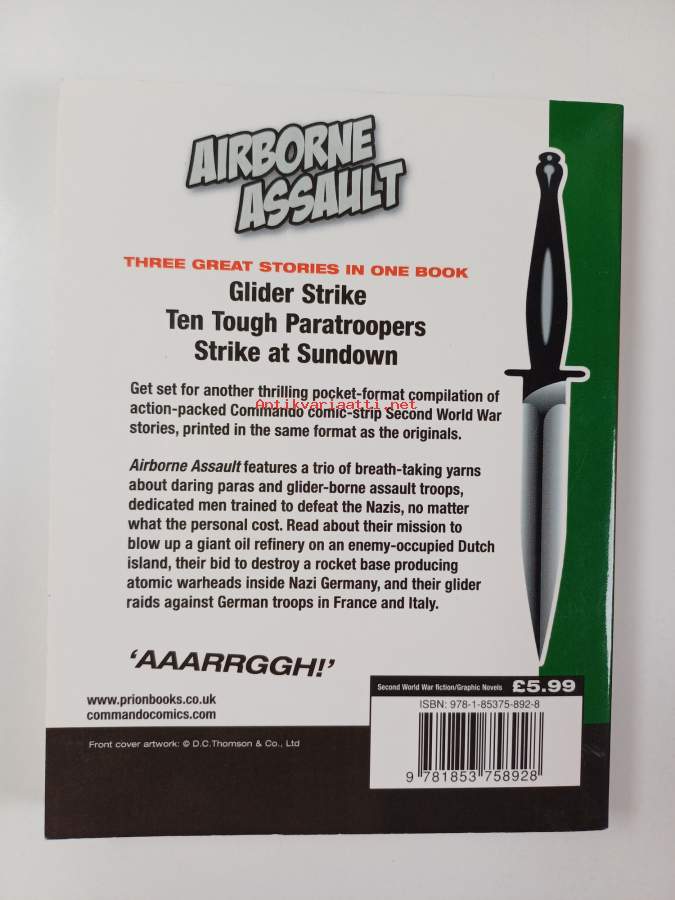 AIRBORNE
ASSAULT
THREE GREAT STORIES IN ONE BOOK
Glider Strike
Ten Tough Paratroopers
Strike at Sundown
Get set for another thrilling pocket-format compilation of
Antikvariaatti.net
action-packed Commando comic-strip Second World War
stories, printed in the same format as the originals.
Airborne Assault features a trio of breath-taking yarns
about daring paras and glider-borne assault troops,
dedicated men trained to defeat the Nazis, no matter
what the personal cost. Read about their mission to
blow up a giant oil refinery on an enemy-occupied Dutch
island, their bid to destroy a rocket base producing
atomic warheads inside Nazi Germany, and their glider
raids against German troops in France and Italy.
‘AAARRGGH!’
www.prionbooks.co.uk
commandocomics.com
Front cover artwork: © D.C.Thomson & Co., Ltd
Second World War fiction/Graphic Novels £5.99
ISBN: 978-1-85375-892-8
9 781853 758928